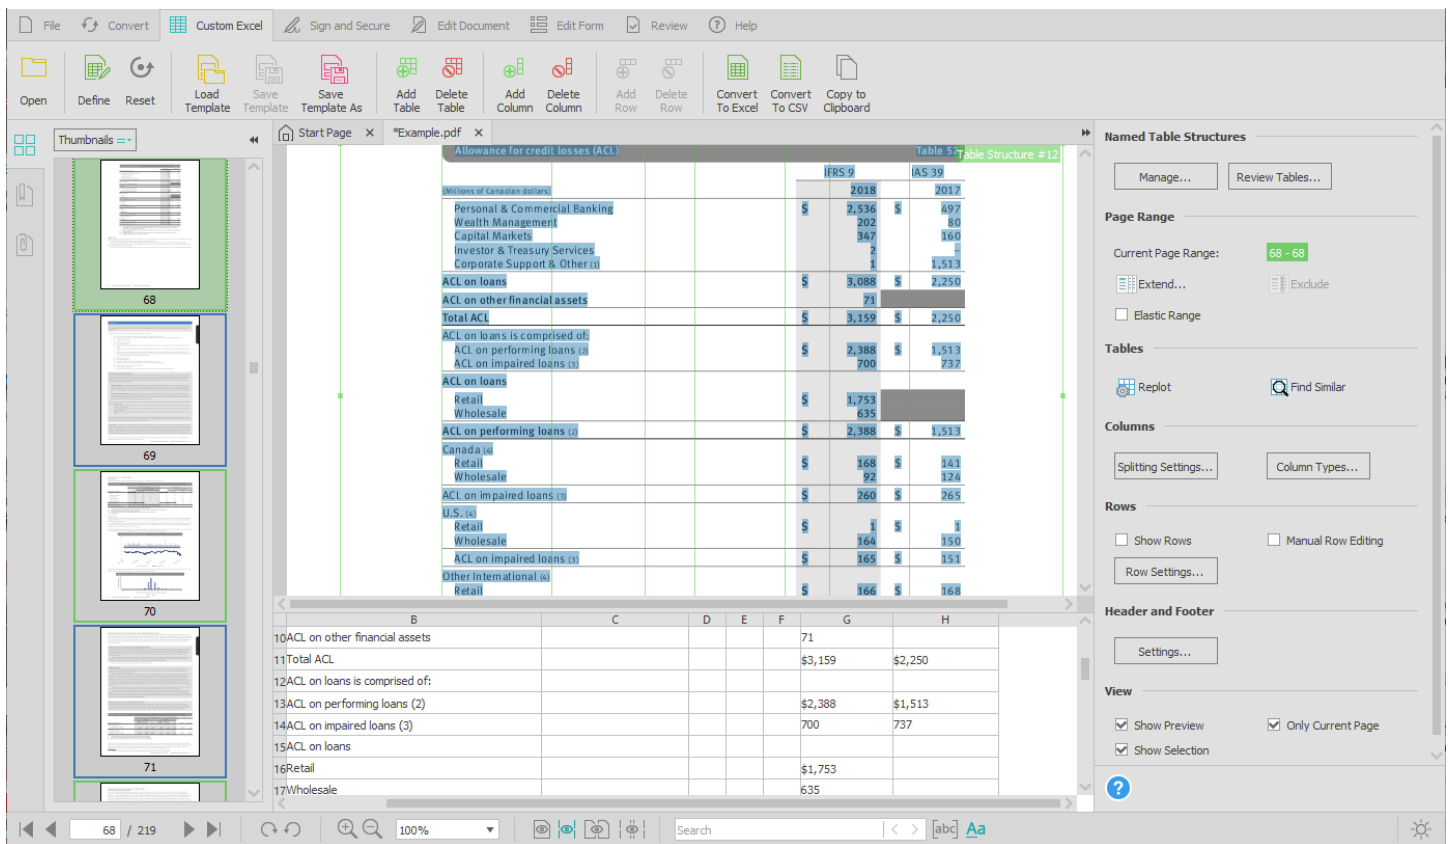 File Convert Custom Excel Sign and Secure Edit Document Edit Form Review Help
Open Define Reset Load Template Save Template Save Template As Add Table Delete Table Add Column Delete Column Add Row Delete Row Convert To Excel Convert To CSV Copy to Clipboard
Thumbnails
68
69
70
71
Start Page *Example.pdf
Allowance for credit losses (ACL) Table 52
Table Structure #12
IFRS 9 IAS 39
(Millions of Canadian dollars) 2018 2017
Personal & Commercial Banking $ 2,536 $ 497
Wealth Management 202 80
Capital Markets 347 160
Investor & Treasury Services 2 –
Corporate Support & Other (1) 1 1,513
ACL on loans $ 3,088 $ 2,250
ACL on other financial assets 71
Total ACL $ 3,159 $ 2,250
ACL on loans is comprised of:
ACL on performing loans (2) $ 2,388 $ 1,513
ACL on impaired loans (3) 700 737
ACL on loans
Retail $ 1,753
Wholesale 635
ACL on performing loans (2) $ 2,388 $ 1,513
Canada (4)
Retail $ 168 $ 141
Wholesale 92 124
ACL on impaired loans (3) $ 260 $ 265
U.S. (4)
Retail $ 1 $ 1
Wholesale 164 150
ACL on impaired loans (3) $ 165 $ 151
Other International (4)
Retail $ 166 $ 168
B C D E F G H
10 ACL on other financial assets 71
11 Total ACL $3,159 $2,250
12 ACL on loans is comprised of:
13 ACL on performing loans (2) $2,388 $1,513
14 ACL on impaired loans (3) 700 737
15 ACL on loans
16 Retail $1,753
17 Wholesale 635
Named Table Structures
Manage... Review Tables...
Page Range
Current Page Range: 68 - 68
Extend... Exclude
Elastic Range
Tables
Replot Find Similar
Columns
Splitting Settings... Column Types...
Rows
Show Rows Manual Row Editing
Row Settings...
Header and Footer
Settings...
View
Show Preview Only Current Page
Show Selection
?
68 / 219 100% Search abc Aa